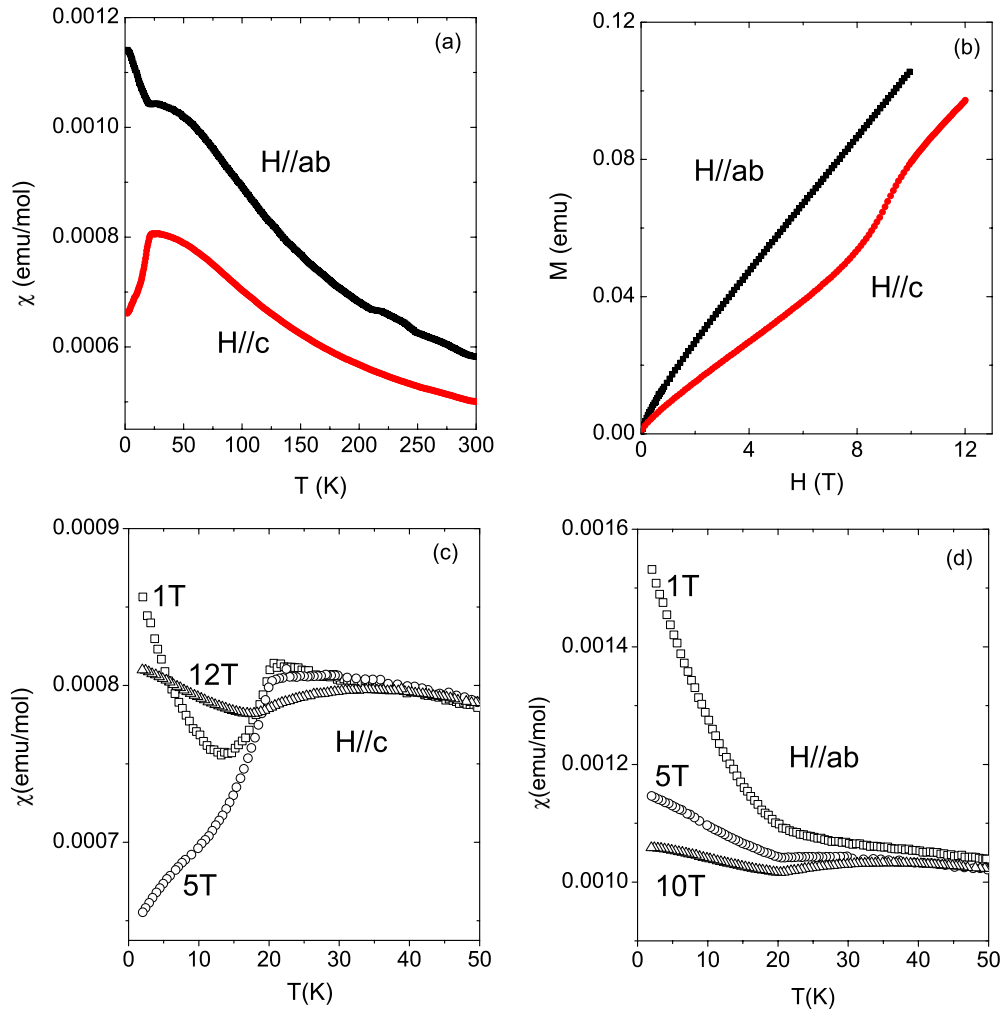 (a)
0.0012
0.0010
0.0008
0.0006
χ (emu/mol)
H//ab
H//c
0 50 100 150 200 250 300
T (K)
(b)
0.12
0.08
0.04
0.00
M (emu)
H//ab
H//c
0 4 8 12
H (T)
(c)
0.0009
0.0008
0.0007
χ(emu/mol)
1T
12T
H//c
5T
0 10 20 30 40 50
T(K)
(d)
0.0016
0.0014
0.0012
0.0010
χ(emu/mol)
1T
H//ab
5T
10T
0 10 20 30 40 50
T(K)